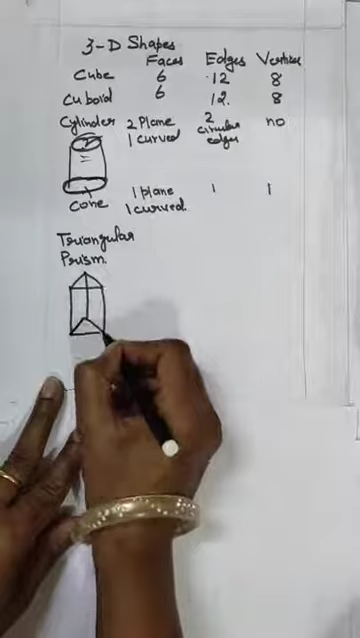 3-D Shapes
Faces Edges Vertices
Cube 6 12 8
Cuboid 6 12. 8
Cylinder 2 Plane 2 no
1 curved circular
edges
Cone 1 plane 1 1
1 curved
Triangular
Prism.